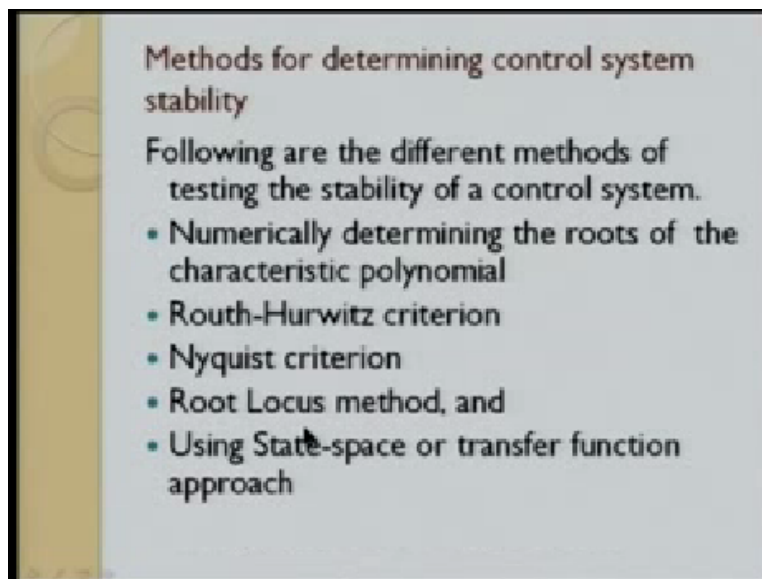 Methods for determining control system
stability
Following are the different methods of
testing the stability of a control system.
• Numerically determining the roots of the
characteristic polynomial
• Routh-Hurwitz criterion
• Nyquist criterion
• Root Locus method, and
• Using State-space or transfer function
approach